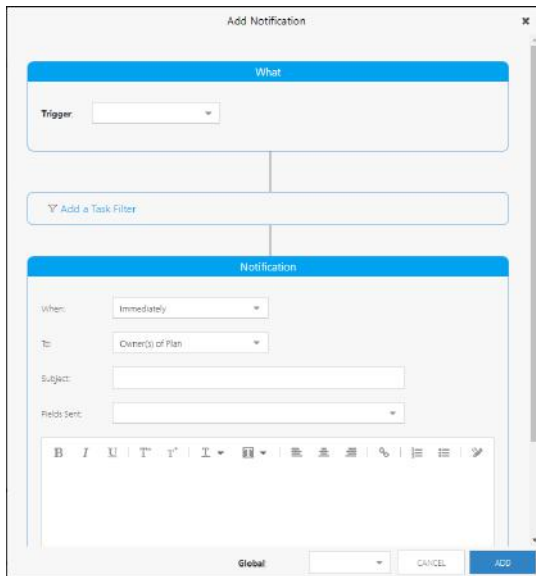 Add Notification
What
Trigger:
Add a Task Filter
Notification
When: Immediately
To: Owner(s) of Plan
Subject:
Fields Sent:
B I U T T T
Global CANCEL ADD